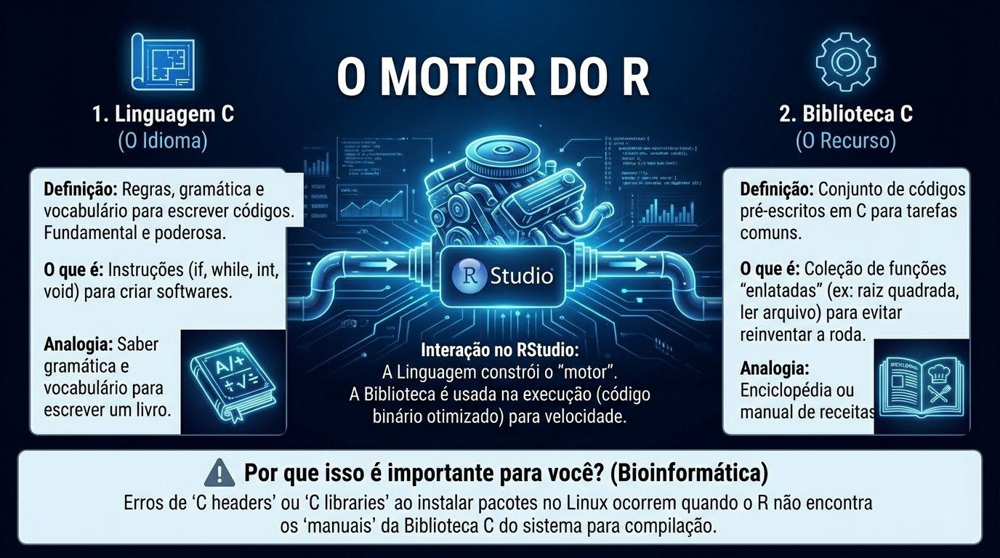 O MOTOR DO R
1. Linguagem C
(O Idioma)
Definição: Regras, gramática e
vocabulário para escrever códigos.
Fundamental e poderosa.
O que é: Instruções (if, while, int,
void) para criar softwares.
Analogia: Saber
gramática e
vocabulário para
escrever um livro.
A/+
÷√=
R Studio
Interação no RStudio:
A Linguagem constrói o “motor”.
A Biblioteca é usada na execução (código
binário otimizado) para velocidade.
2. Biblioteca C
(O Recurso)
Definição: Conjunto de códigos
pré-escritos em C para tarefas
comuns.
O que é: Coleção de funções
“enlatadas” (ex: raiz quadrada,
ler arquivo) para evitar
reinventar a roda.
Analogia:
Enciclopédia ou
manual de receitas
Por que isso é importante para você? (Bioinformática)
Erros de ‘C headers’ ou ‘C libraries’ ao instalar pacotes no Linux ocorrem quando o R não encontra
os ‘manuais’ da Biblioteca C do sistema para compilação.